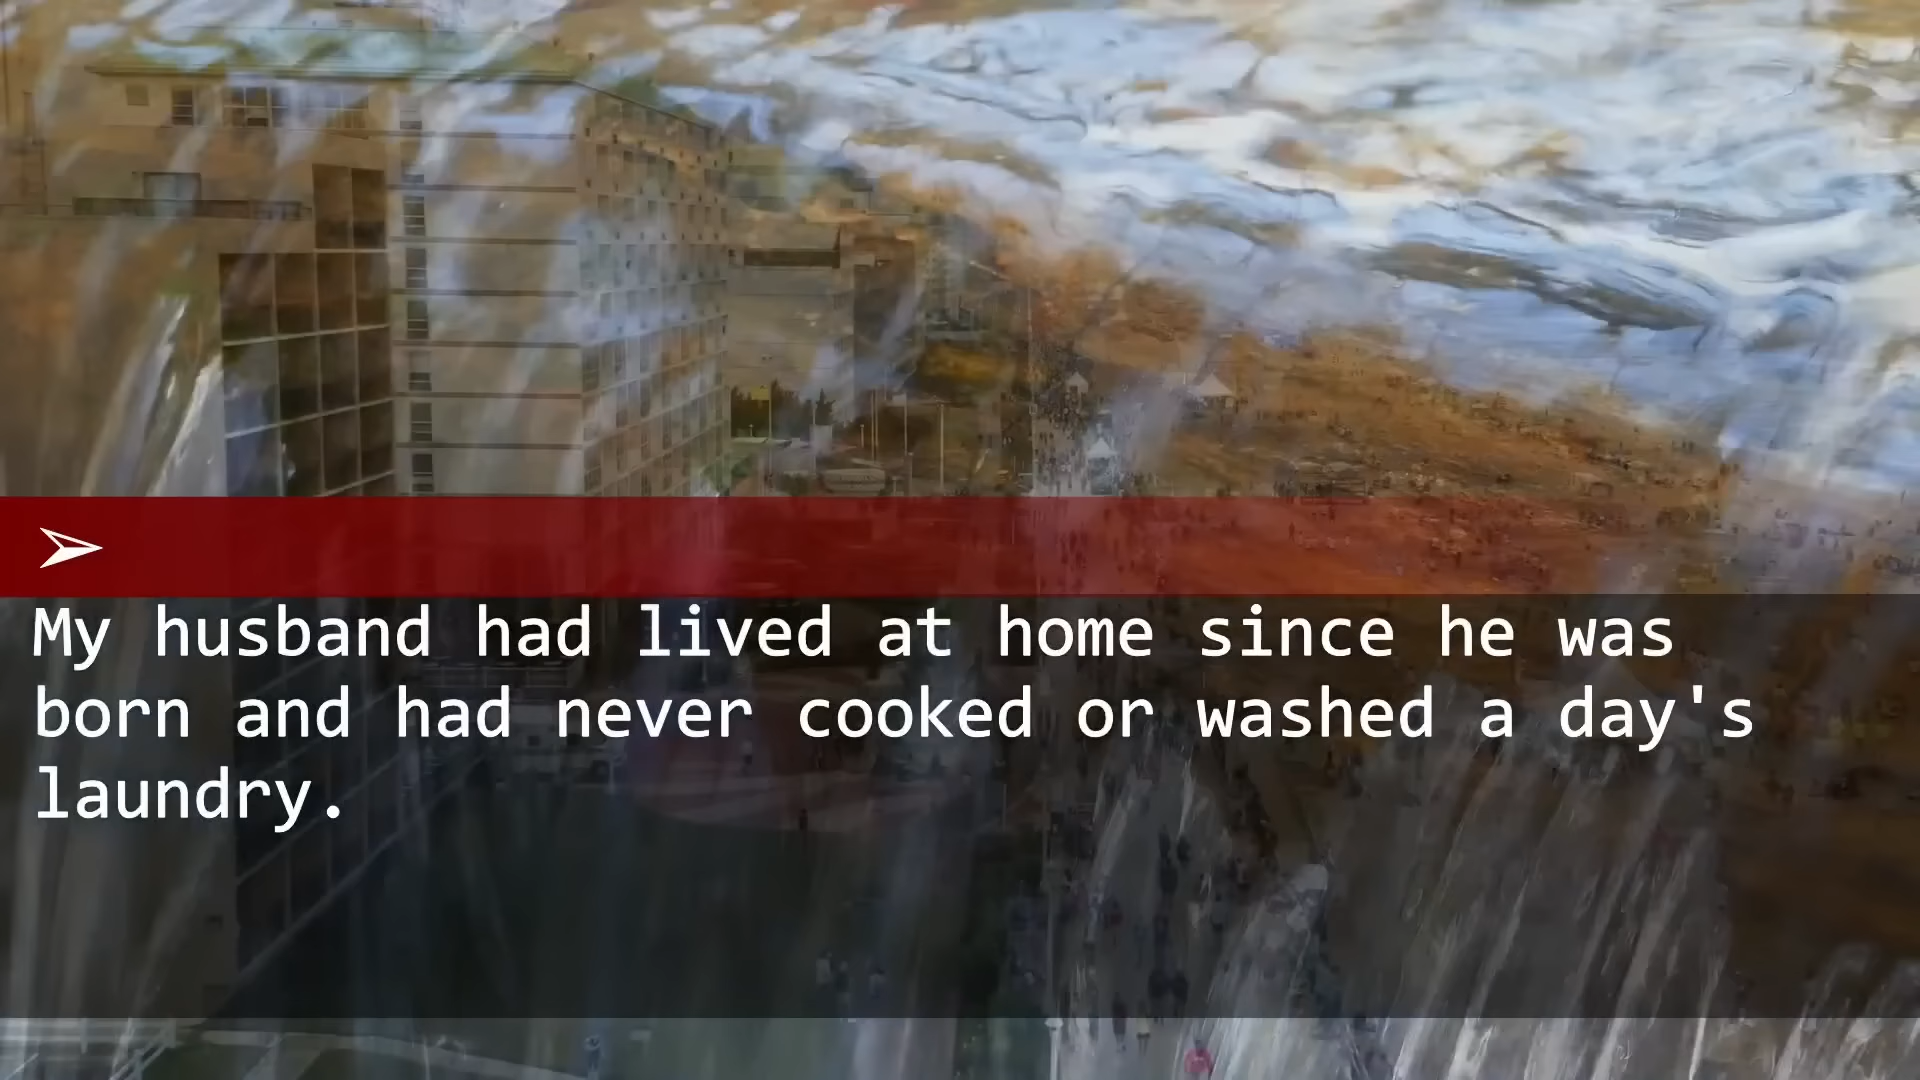 My husband had lived at home since he was
born and had never cooked or washed a day's
laundry.